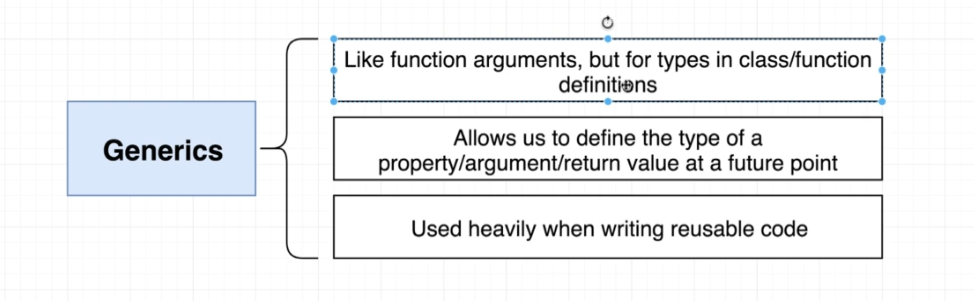 Like function arguments, but for types in class/function
definitions
Generics
Allows us to define the type of a
property/argument/return value at a future point
Used heavily when writing reusable code